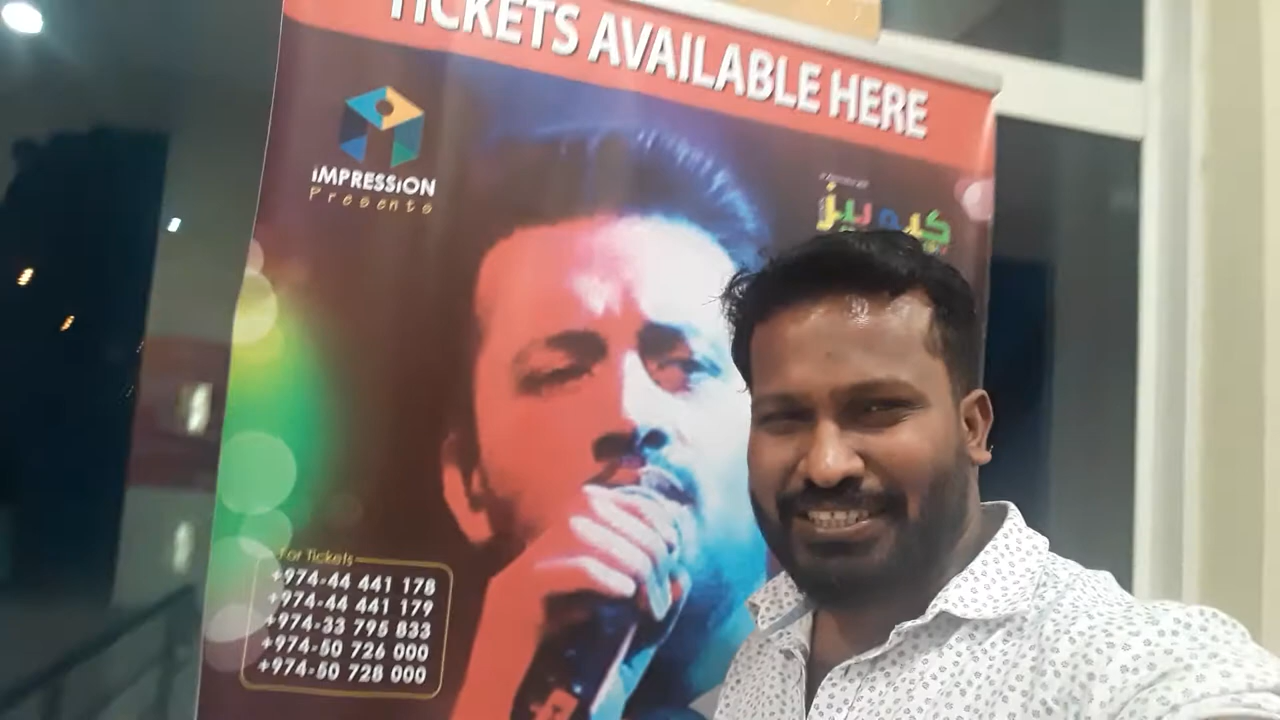 TICKETS AVAILABLE HERE
iMPRESSiON
Presents
كيوبيز
For Tickets
+974-44 441 178
+974-44 441 179
+974-33 795 833
+974-50 726 000
+974-50 728 000